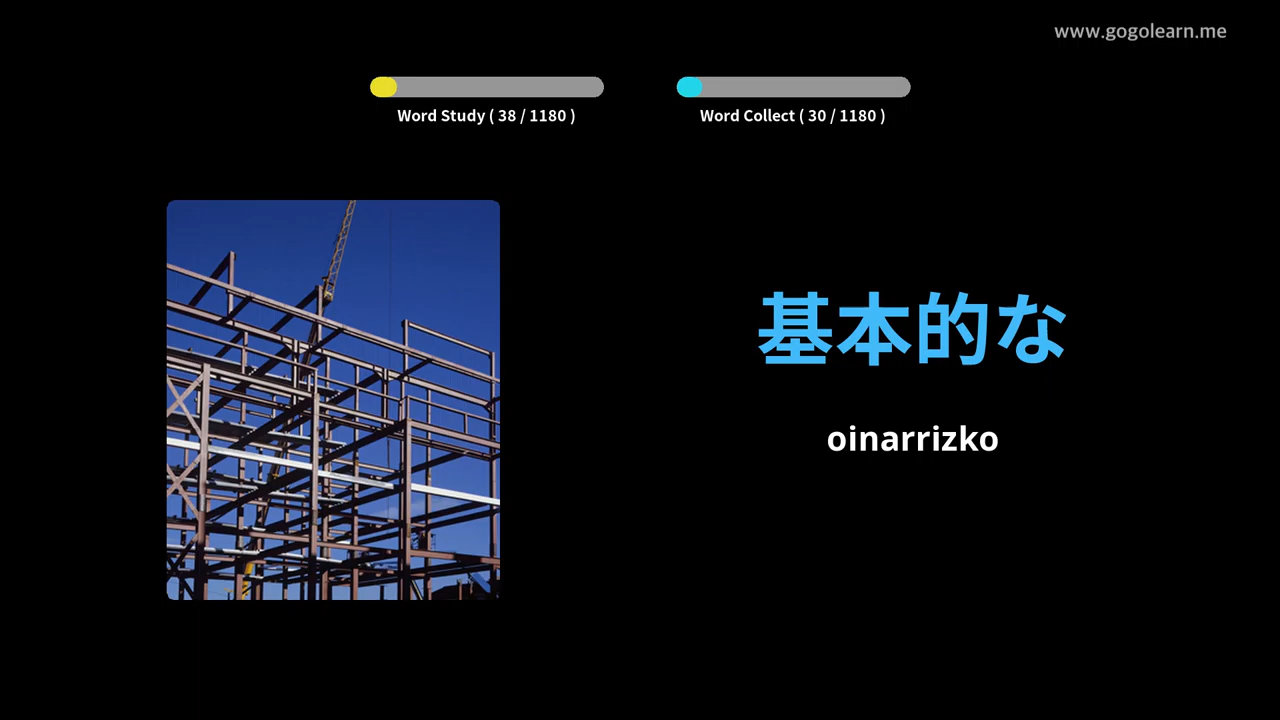 www.gogolearn.me
Word Study ( 38 / 1180 )
Word Collect ( 30 / 1180 )
基本的な
oinarrizko